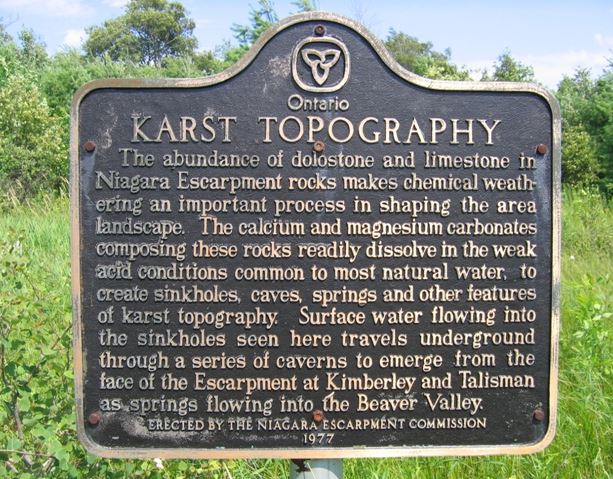 Ontario
KARST TOPOGRAPHY
The abundance of dolostone and limestone in
Niagara Escarpment rocks makes chemical weath-
ering an important process in shaping the area
landscape. The calcium and magnesium carbonates
composing these rocks readily dissolve in the weak
acid conditions common to most natural water, to
create sinkholes, caves, springs and other features
of karst topography. Surface water flowing into
the sinkholes seen here travels underground
through a series of caverns to emerge from the
face of the Escarpment at Kimberley and Talisman
as springs flowing into the Beaver Valley.
ERECTED BY THE NIAGARA ESCARPMENT COMMISSION
1977